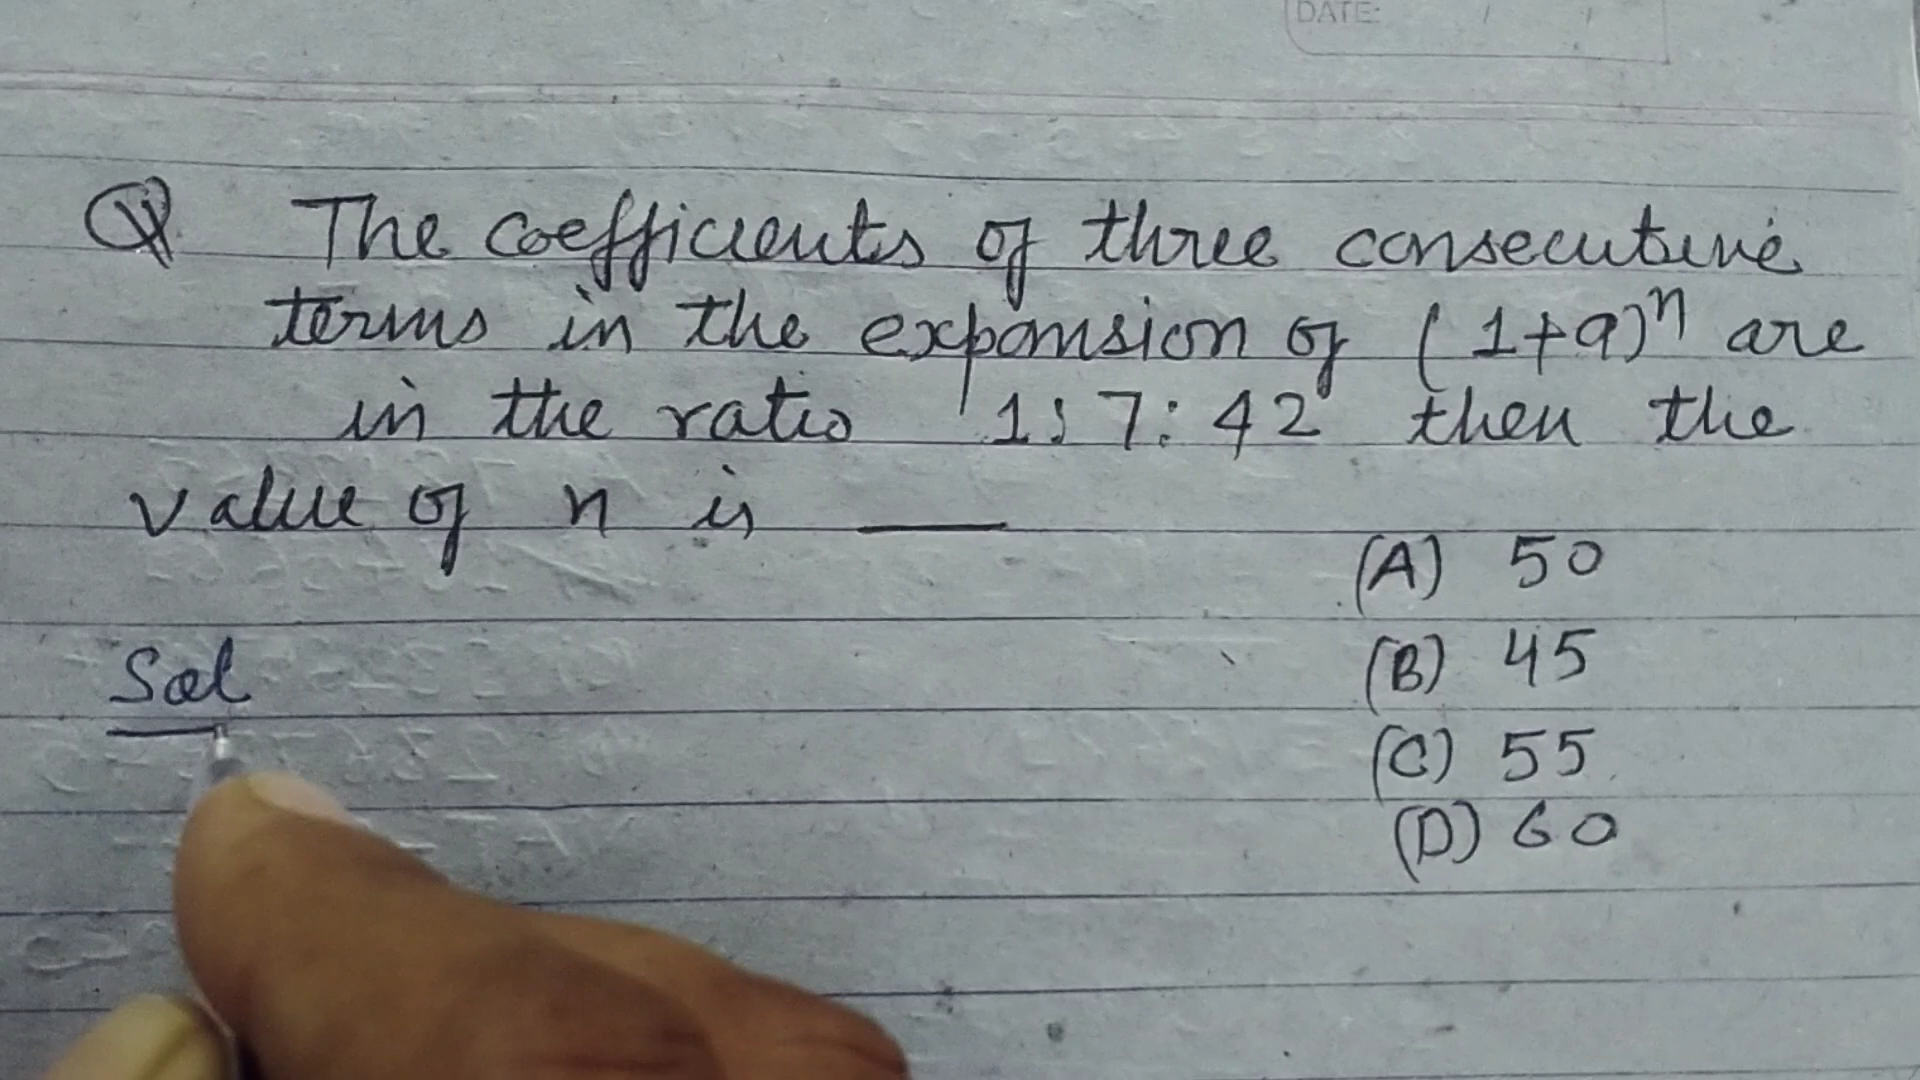 DATE: / /
Q The coefficients of three consecutive
terms in the expansion of (1+a)ⁿ are
in the ratio 1:7:42 then the
value of n is ___
(A) 50
(B) 45
(C) 55
(D) 60
Sol